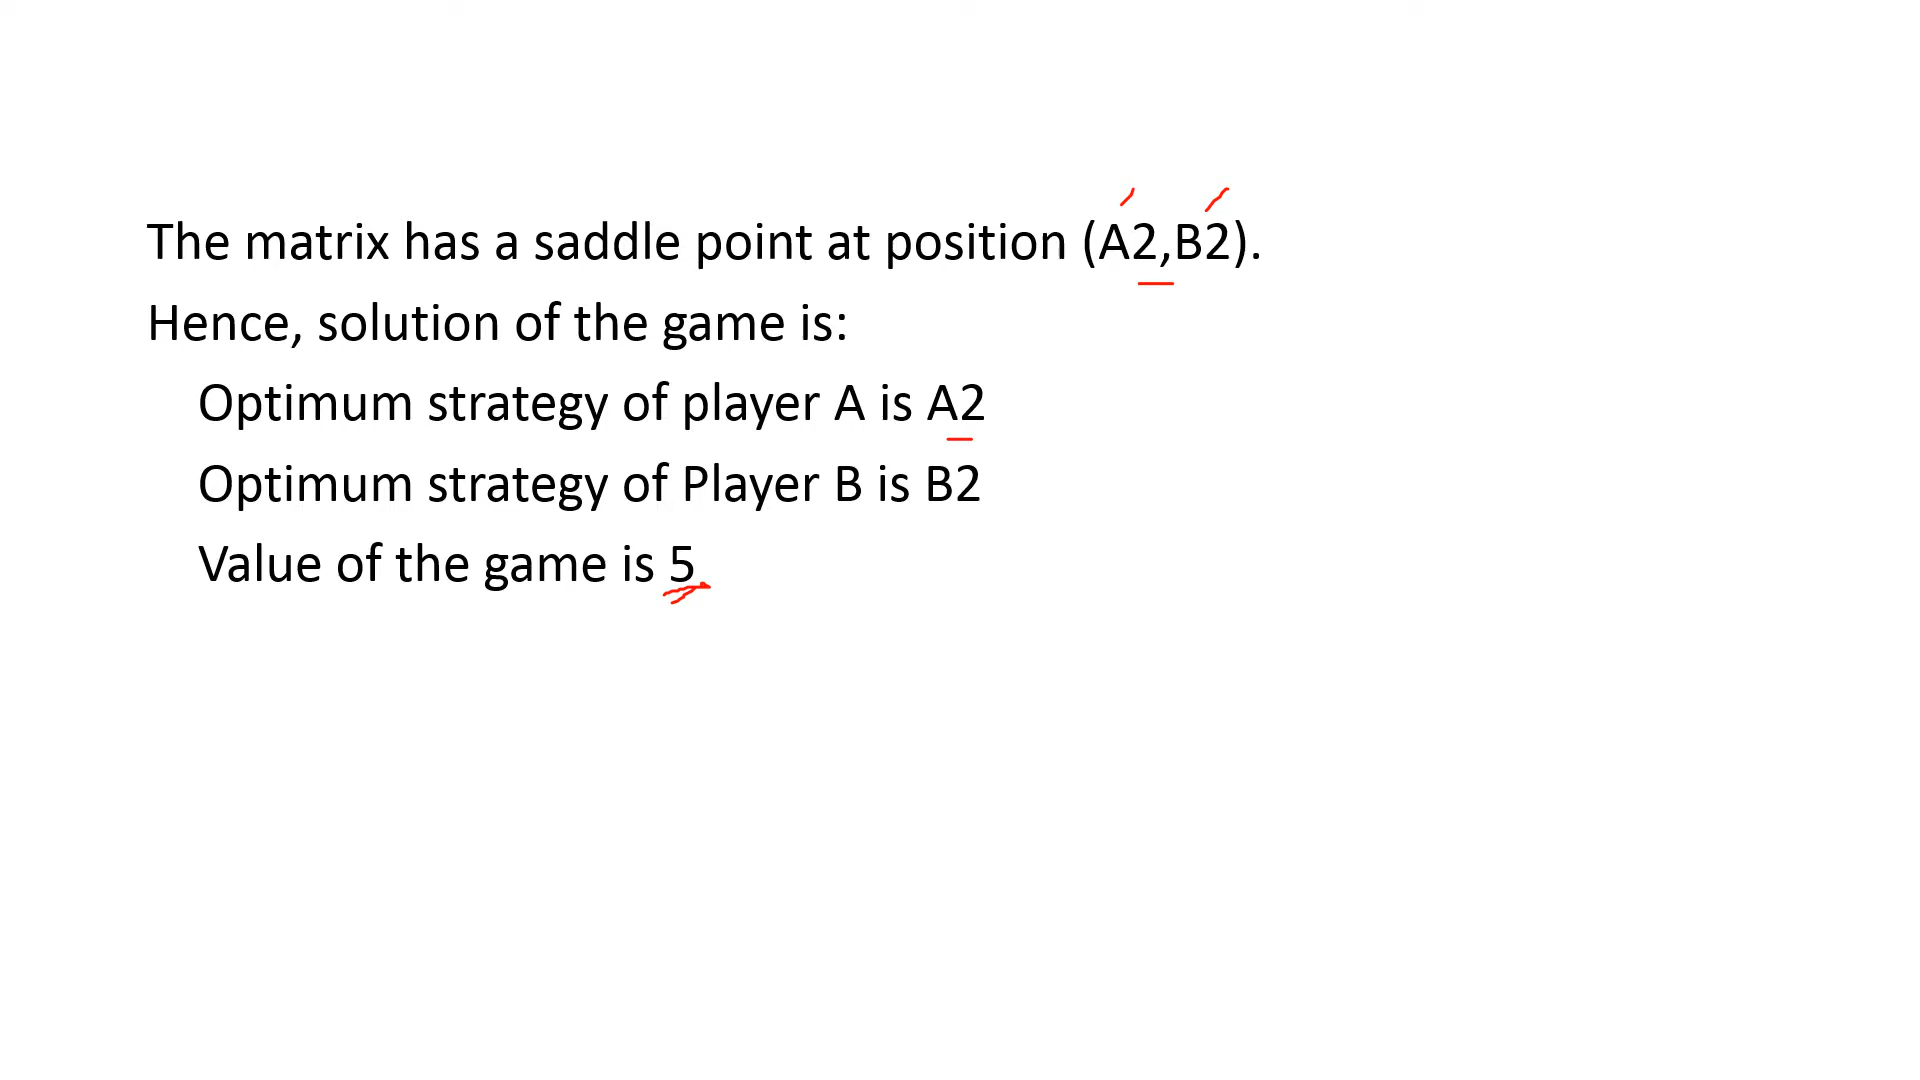 The matrix has a saddle point at position (A2,B2).
Hence, solution of the game is:
Optimum strategy of player A is A2
Optimum strategy of Player B is B2
Value of the game is 5